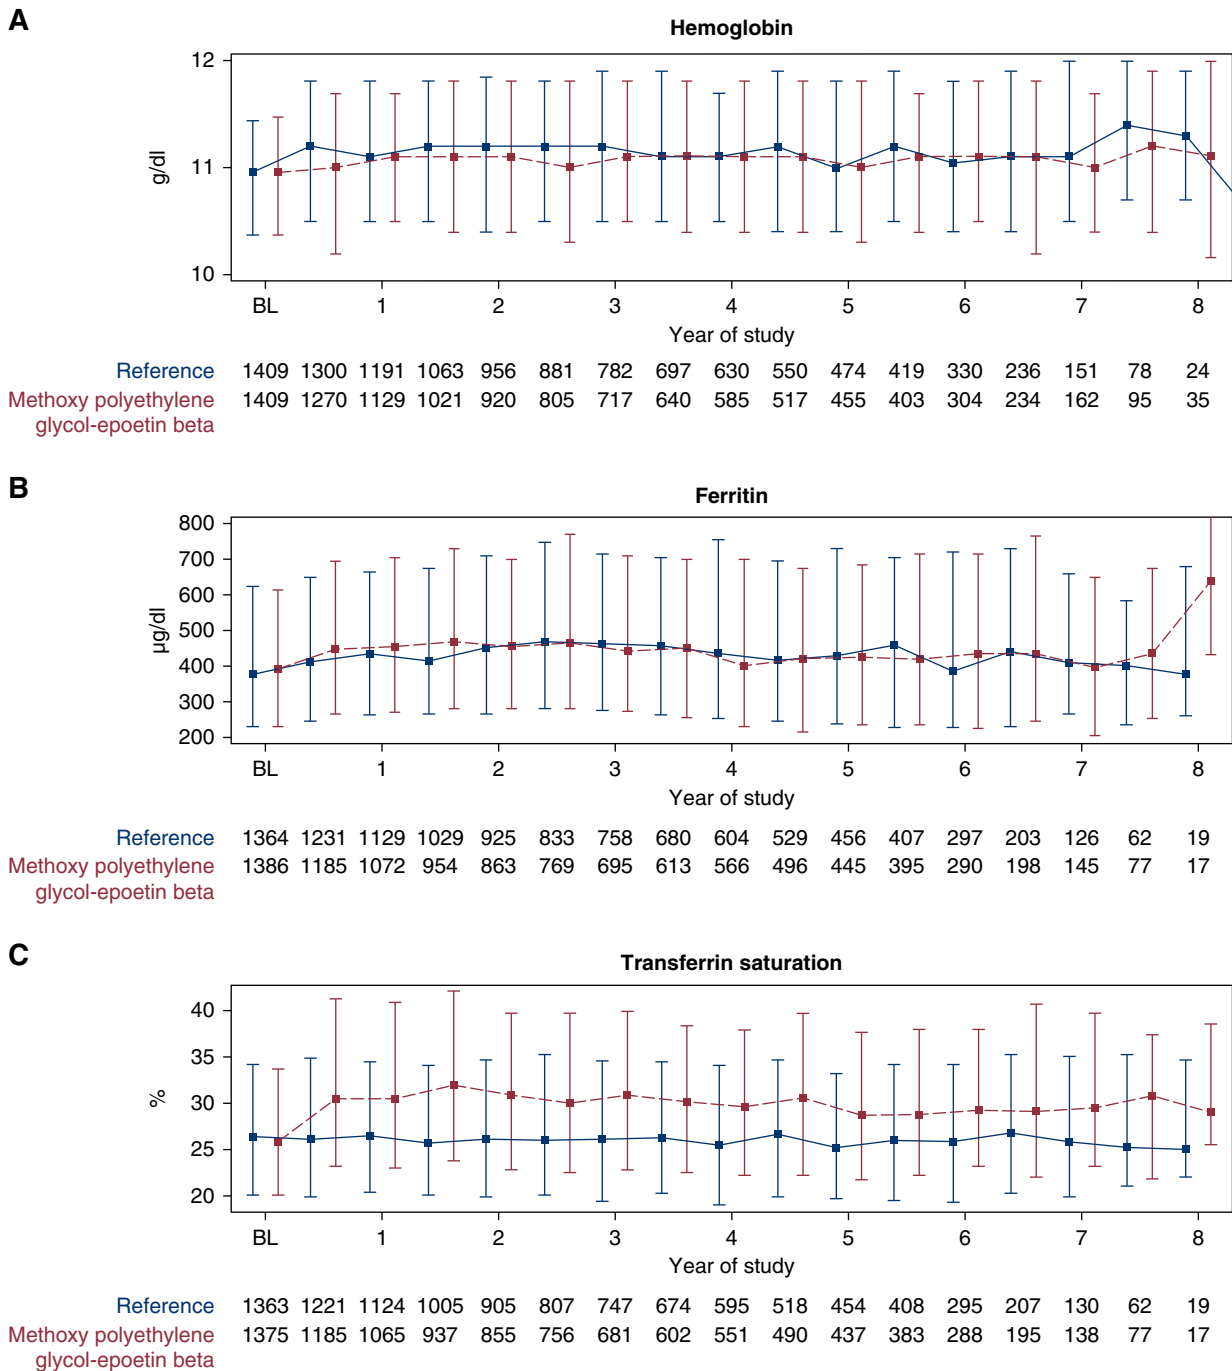 A
Hemoglobin
12
11
10
g/dl
BL 1 2 3 4 5 6 7 8
Year of study
Reference 1409 1300 1191 1063 956 881 782 697 630 550 474 419 330 236 151 78 24
Methoxy polyethylene 1409 1270 1129 1021 920 805 717 640 585 517 455 403 304 234 162 95 35
glycol-epoetin beta
B
Ferritin
800
700
600
500
400
300
200
µg/dl
BL 1 2 3 4 5 6 7 8
Year of study
Reference 1364 1231 1129 1029 925 833 758 680 604 529 456 407 297 203 126 62 19
Methoxy polyethylene 1386 1185 1072 954 863 769 695 613 566 496 445 395 290 198 145 77 17
glycol-epoetin beta
C
Transferrin saturation
40
35
30
25
20
%
BL 1 2 3 4 5 6 7 8
Year of study
Reference 1363 1221 1124 1005 905 807 747 674 595 518 454 408 295 207 130 62 19
Methoxy polyethylene 1375 1185 1065 937 855 756 681 602 551 490 437 383 288 195 138 77 17
glycol-epoetin beta